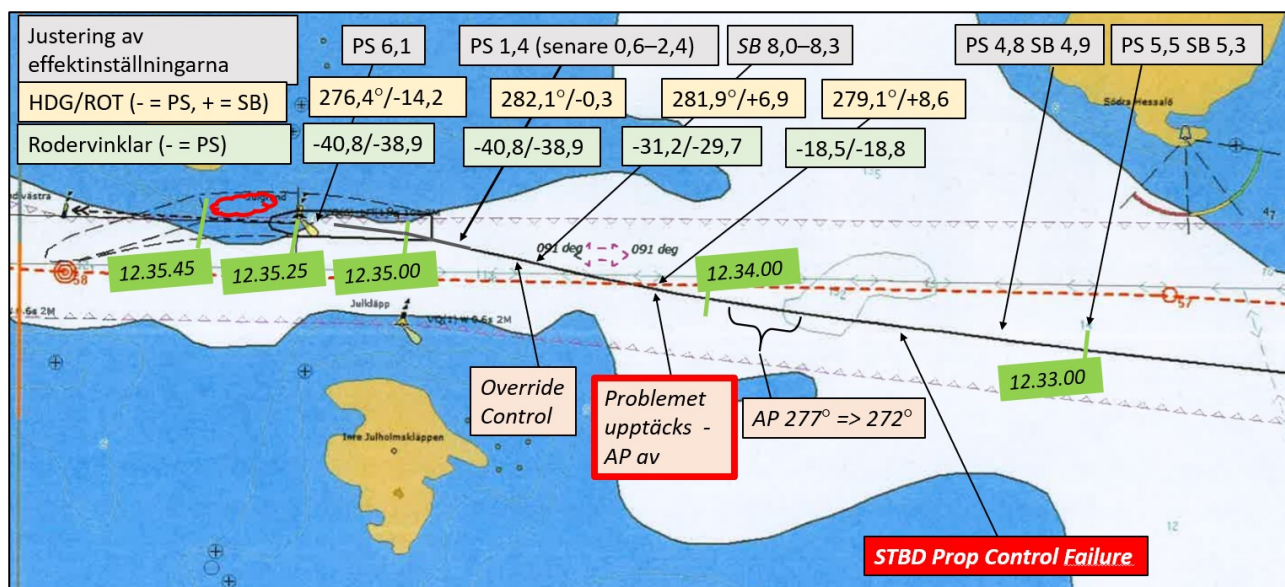 Justering av
effektinställningarna
PS 6,1
PS 1,4 (senare 0,6–2,4)
SB 8,0–8,3
PS 4,8 SB 4,9
PS 5,5 SB 5,3
HDG/ROT (- = PS, + = SB)
276,4°/-14,2
282,1°/-0,3
281,9°/+6,9
279,1°/+8,6
Södra Hessalö
Rodervinklar (- = PS)
-40,8/-38,9
-40,8/-38,9
-31,2/-29,7
-18,5/-18,8
091 deg
091 deg
12.35.45
12.35.25
12.35.00
12.34.00
58
57
Julkläpp
12.33.00
Override
Control
Problemet
upptäcks -
AP av
AP 277° => 272°
Inre Julholmskläppen
12
STBD Prop Control Failure